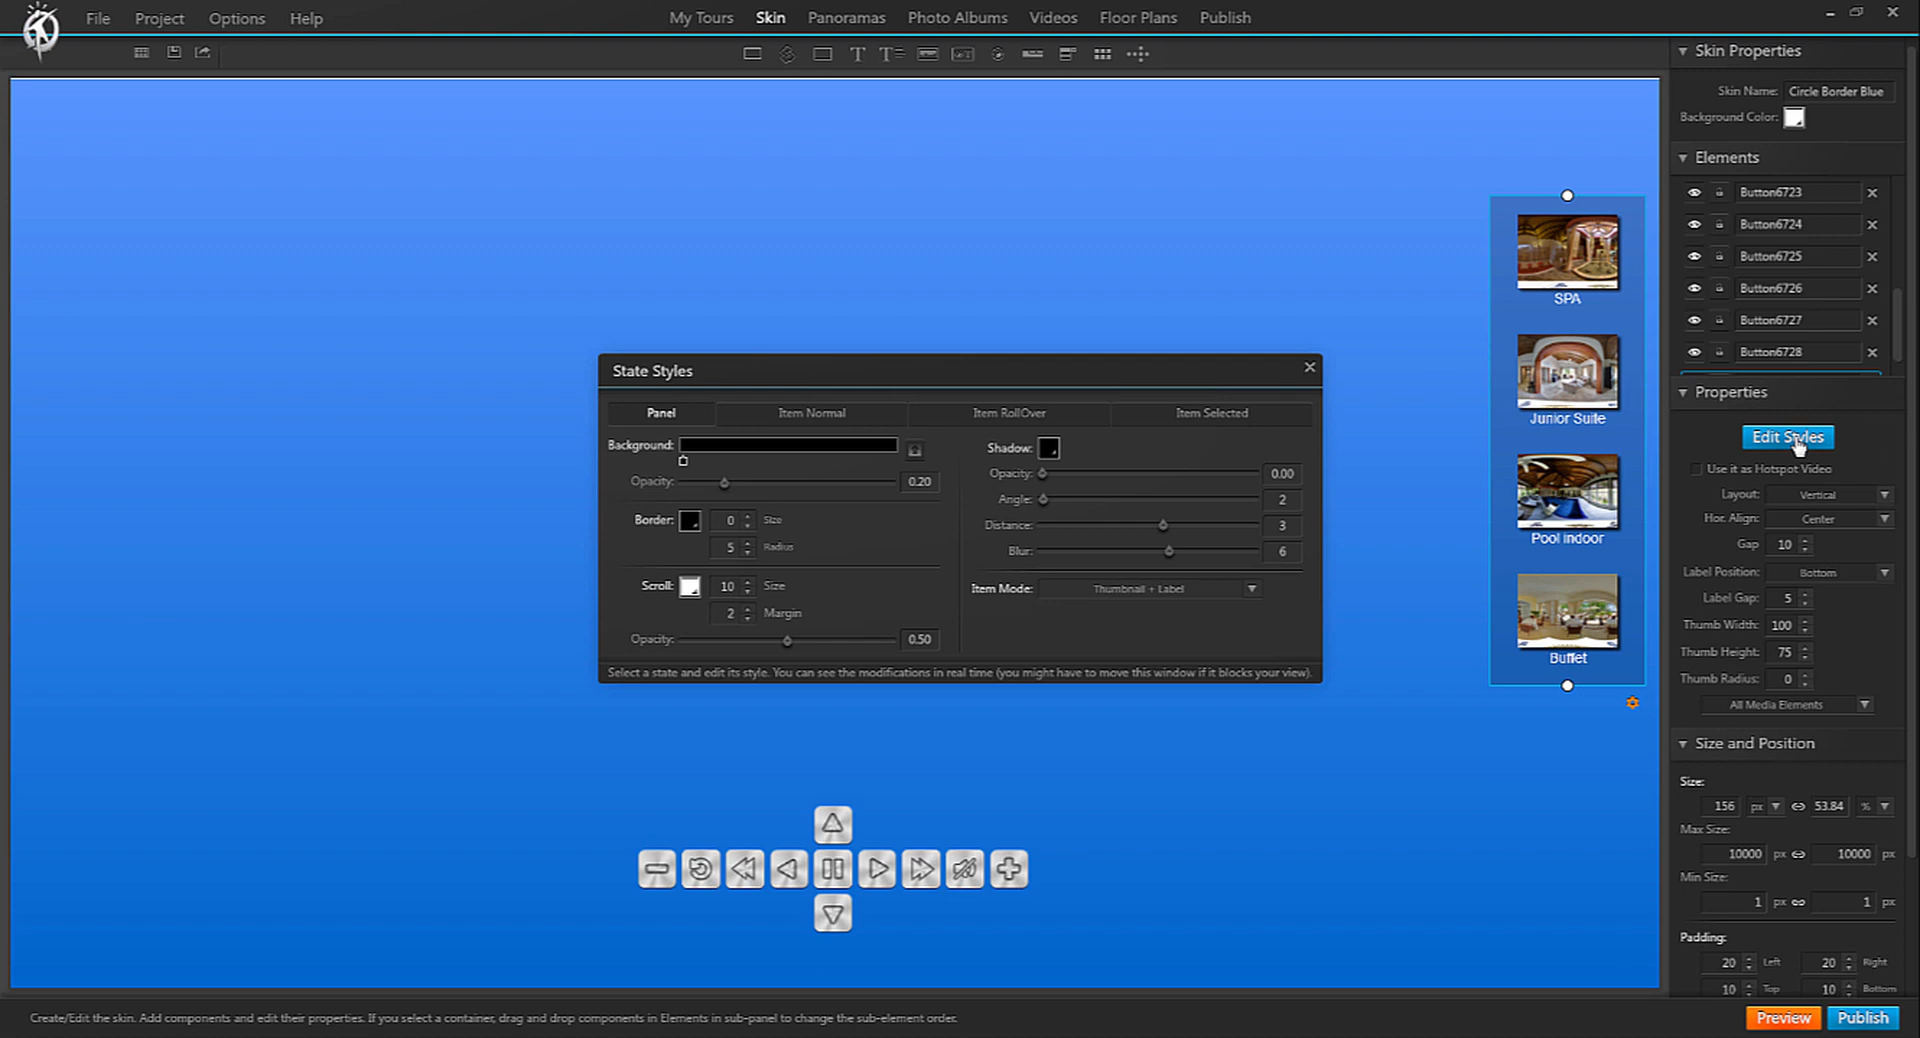 File Project Options Help
My Tours Skin Panoramas Photo Albums Videos Floor Plans Publish
Skin Properties
Skin Name: Circle Border Blue
Background Color:
Elements
Button6723
Button6724
Button6725
Button6726
Button6727
Button6728
Properties
Edit Styles
Use it as Hotspot Video
Layout: Vertical
Hor. Align: Center
Gap 10
Label Position: Bottom
Label Gap: 5
Thumb Width: 100
Thumb Height: 75
Thumb Radius: 0
All Media Elements
Size and Position
Size:
156 px 53.84 %
Max Size:
10000 px 10000 px
Min Size:
1 px 1 px
Padding:
20 Left 20 Right
10 Top 10 Bottom
SPA
Junior Suite
Pool indoor
Buffet
State Styles
Panel Item Normal Item RollOver Item Selected
Background:
Opacity: 0.20
Border: 0 Size
5 Radius
Scroll: 10 Size
2 Margin
Opacity: 0.50
Shadow:
Opacity: 0.00
Angle: 2
Distance: 3
Blur: 6
Item Mode: Thumbnail + Label
Select a state and edit its style. You can see the modifications in real time (you might have to move this window if it blocks your view).
Create/Edit the skin. Add components and edit their properties. If you select a container, drag and drop components in Elements in sub-panel to change the sub-element order.
Preview Publish